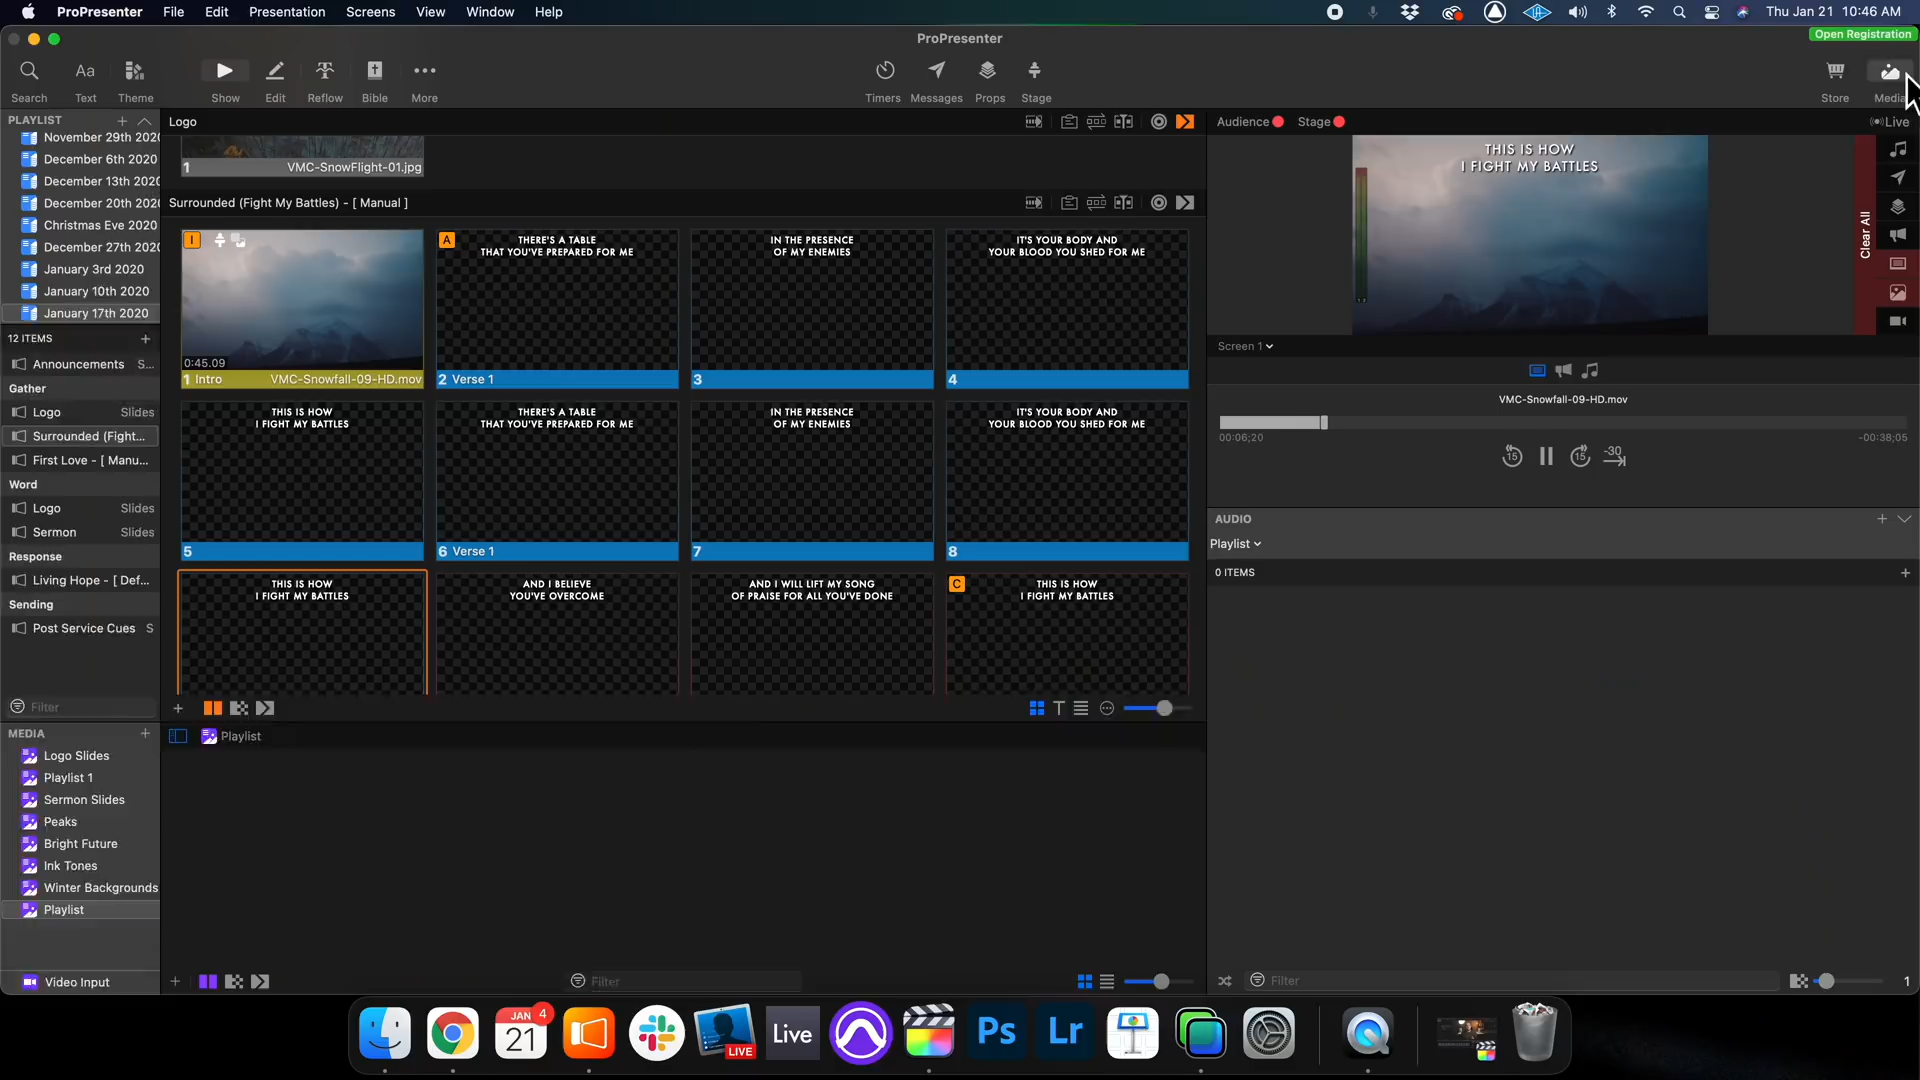 ProPresenter File Edit Presentation Screens View Window Help
Thu Jan 21 10:46 AM
ProPresenter
Open Registration
Search Text Theme Show Edit Reflow Bible More
Timers Messages Props Stage
Store Media
PLAYLIST
November 29th 2020
December 6th 2020
December 13th 2020
December 20th 2020
Christmas Eve 2020
December 27th 2020
January 3rd 2020
January 10th 2020
January 17th 2020
12 ITEMS
Announcements S...
Gather
Logo Slides
Surrounded (Fight...
First Love - [ Manu...
Word
Logo Slides
Sermon Slides
Response
Living Hope - [ Def...
Sending
Post Service Cues S
Filter
MEDIA
Logo Slides
Playlist 1
Sermon Slides
Peaks
Bright Future
Ink Tones
Winter Backgrounds
Playlist
Video Input
Logo
1 VMC-SnowFlight-01.jpg
Surrounded (Fight My Battles) - [ Manual ]
I
0:45.09
1 Intro VMC-Snowfall-09-HD.mov
A
THERE'S A TABLE
THAT YOU'VE PREPARED FOR ME
2 Verse 1
IN THE PRESENCE
OF MY ENEMIES
3
IT'S YOUR BODY AND
YOUR BLOOD YOU SHED FOR ME
4
THIS IS HOW
I FIGHT MY BATTLES
5
THERE'S A TABLE
THAT YOU'VE PREPARED FOR ME
6 Verse 1
IN THE PRESENCE
OF MY ENEMIES
7
IT'S YOUR BODY AND
YOUR BLOOD YOU SHED FOR ME
8
THIS IS HOW
I FIGHT MY BATTLES
AND I BELIEVE
YOU'VE OVERCOME
AND I WILL LIFT MY SONG
OF PRAISE FOR ALL YOU'VE DONE
C
THIS IS HOW
I FIGHT MY BATTLES
Playlist
Filter
Audience Stage Live
THIS IS HOW
I FIGHT MY BATTLES
Clear All
Screen 1
VMC-Snowfall-09-HD.mov
00:06;20 -00:38;05
15 15 -30
AUDIO
Playlist
0 ITEMS
Filter 1
JAN
21
4
LIVE
Live
Ps
Lr